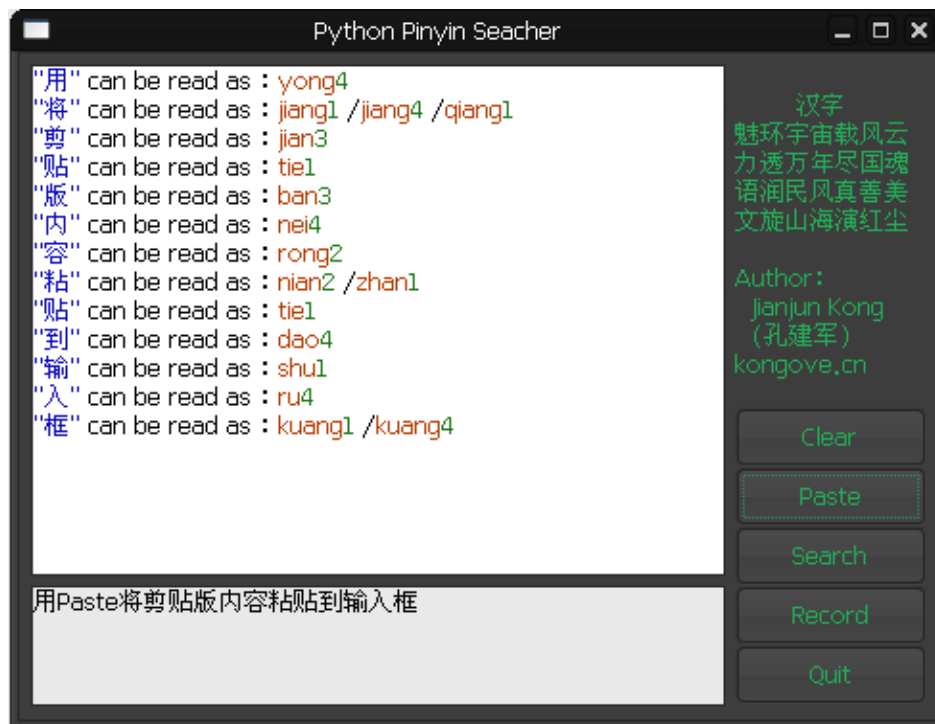 Python Pinyin Seacher
"用" can be read as : yong4
"将" can be read as : jiang1 /jiang4 /qiang1
"剪" can be read as : jian3
"贴" can be read as : tie1
"版" can be read as : ban3
"内" can be read as : nei4
"容" can be read as : rong2
"粘" can be read as : nian2 /zhan1
"贴" can be read as : tie1
"到" can be read as : dao4
"输" can be read as : shu1
"入" can be read as : ru4
"框" can be read as : kuang1 /kuang4
用Paste将剪贴版内容粘贴到输入框
汉字
魅环宇宙载风云
力透万年尽国魂
语润民风真善美
文旋山海演红尘
Author:
Jianjun Kong
(孔建军)
kongove.cn
Clear
Paste
Search
Record
Quit